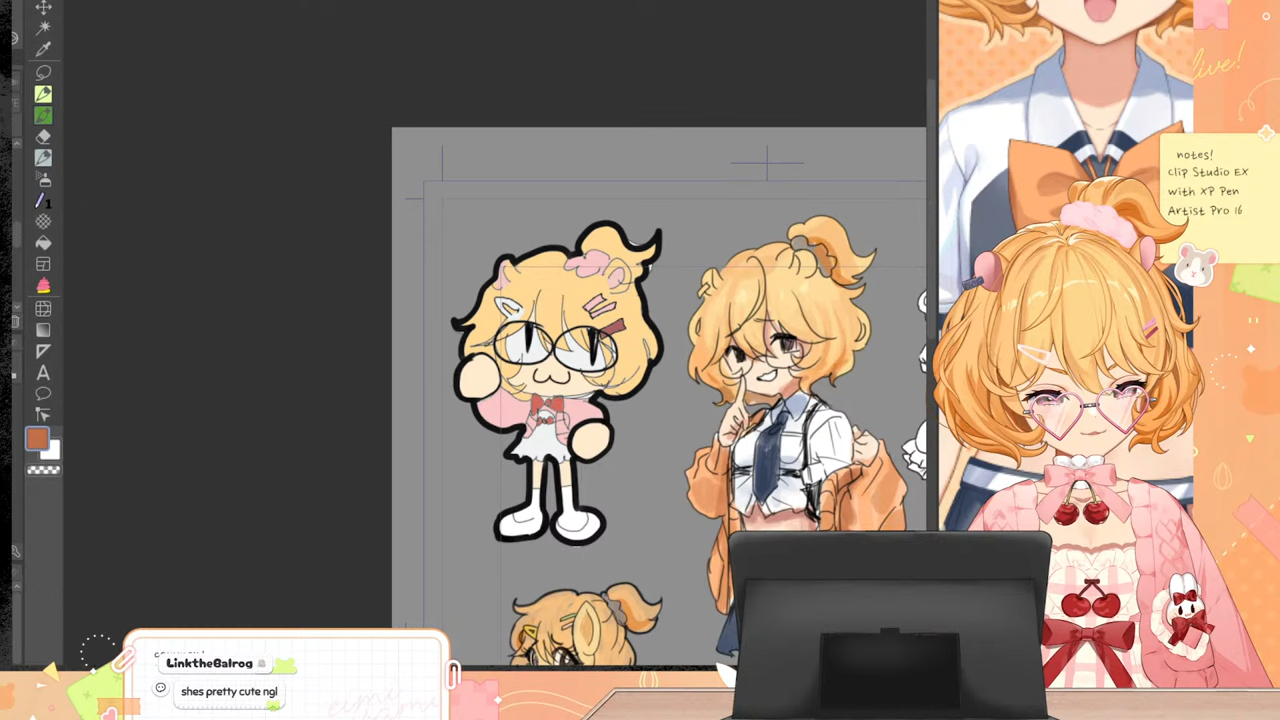 live!
notes!
Clip Studio EX
with XP Pen
Artist Pro 16
LinktheBalrog
shes pretty cute ngl